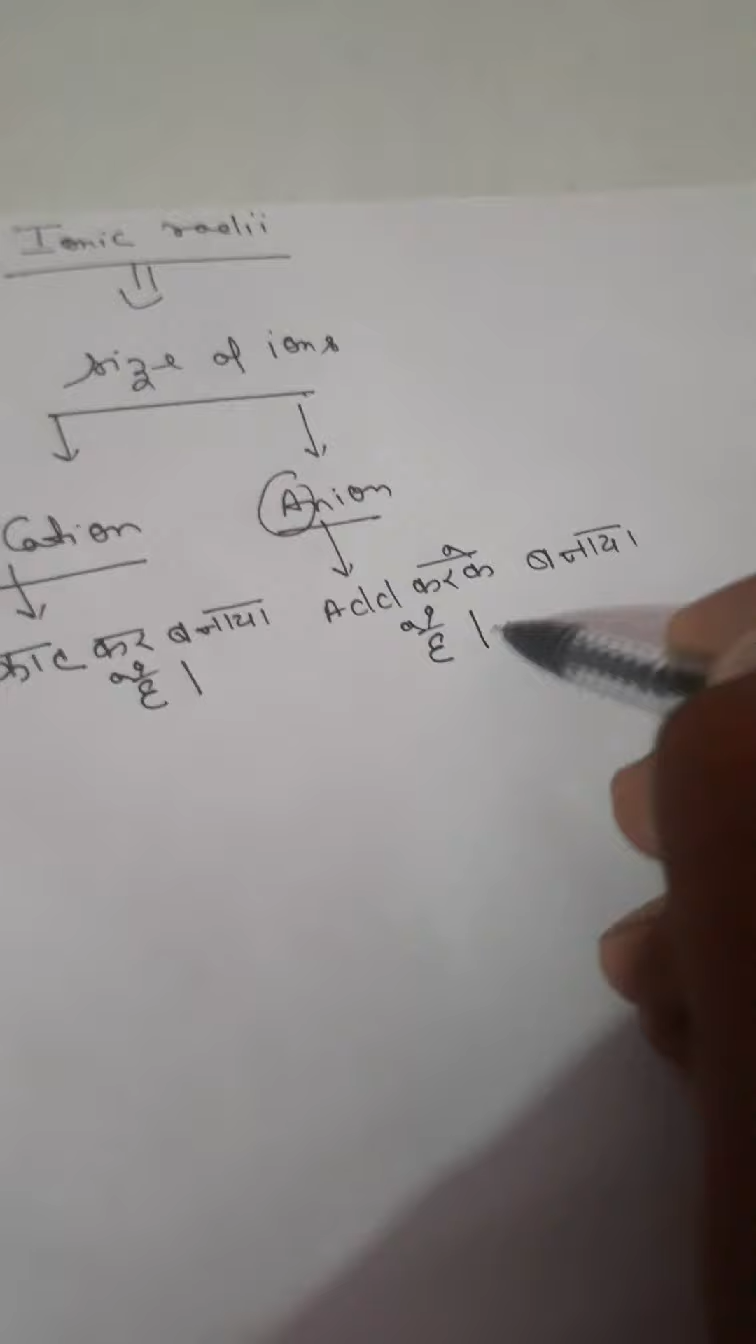 Ionic radii
size of ions
Cation
Anion
काट कर बनाया
है।
Add करके बनाया
है।